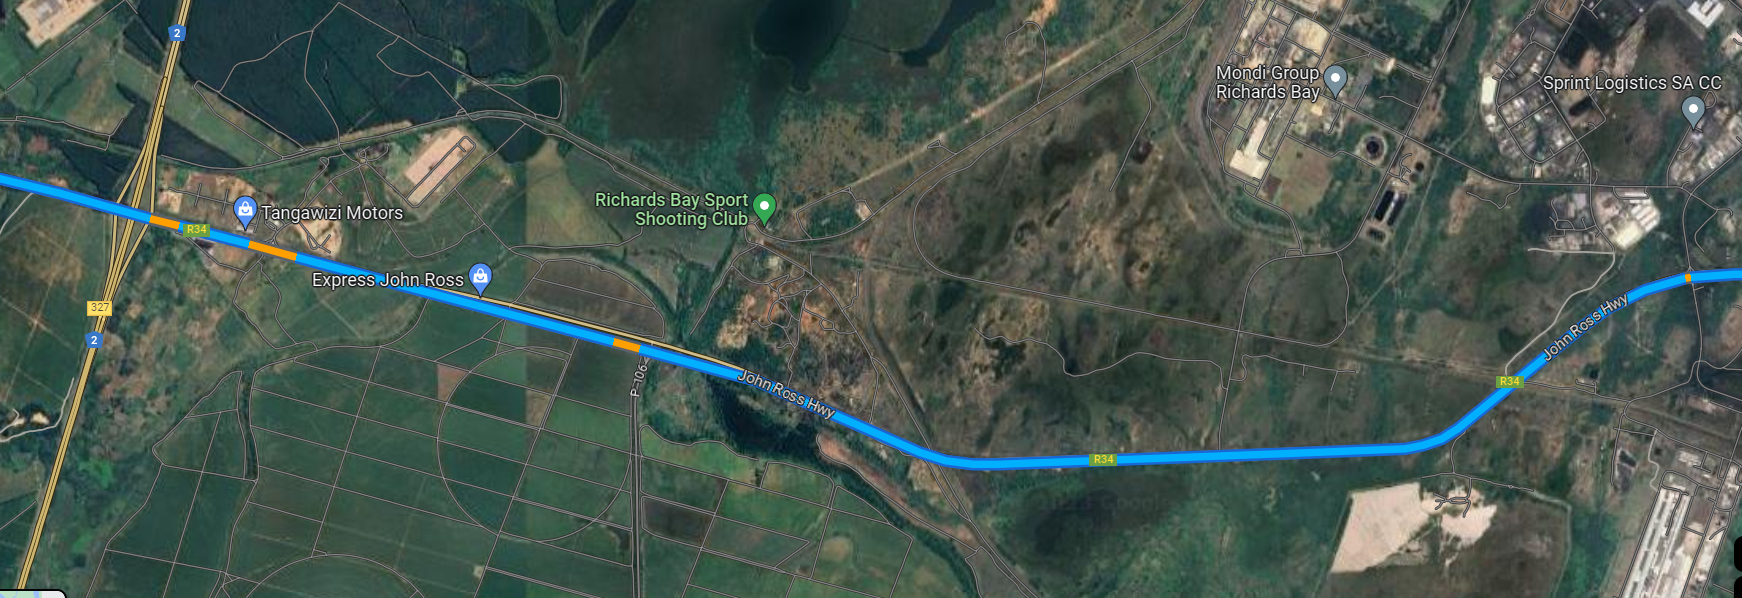 2
Mondi Group
Richards Bay
Sprint Logistics SA CC
Richards Bay Sport
Shooting Club
Tangawizi Motors
R34
Express John Ross
327
2
P-106
John Ross Hwy
John Ross Hwy
R34
R34